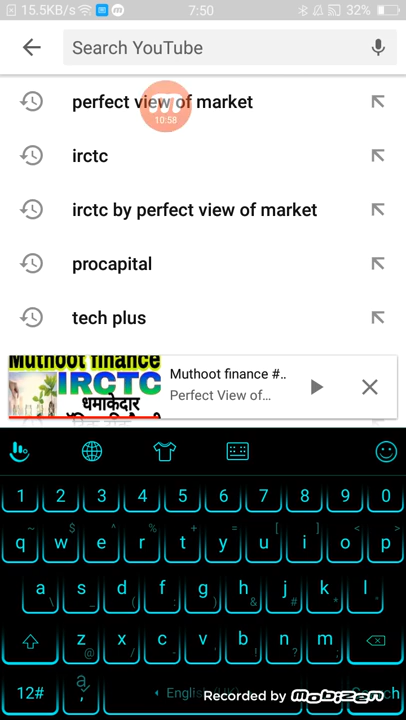 15.5KB/s 7:50 32%
Search YouTube
perfect view of market
10:58
irctc
irctc by perfect view of market
procapital
tech plus
Muthoot finance
IRCTC
धमाकेदार
Muthoot finance #..
Perfect View of...
1 2 3 4 5 6 7 8 9 0
~ $ ^ % + = [ ]
q w e r t y u i o p
a s d f g h j k l
_ - : ) & # *
z x c v b n m
@ / ' " ! ? ;
12# , a English
Recorded by MOBIZEN